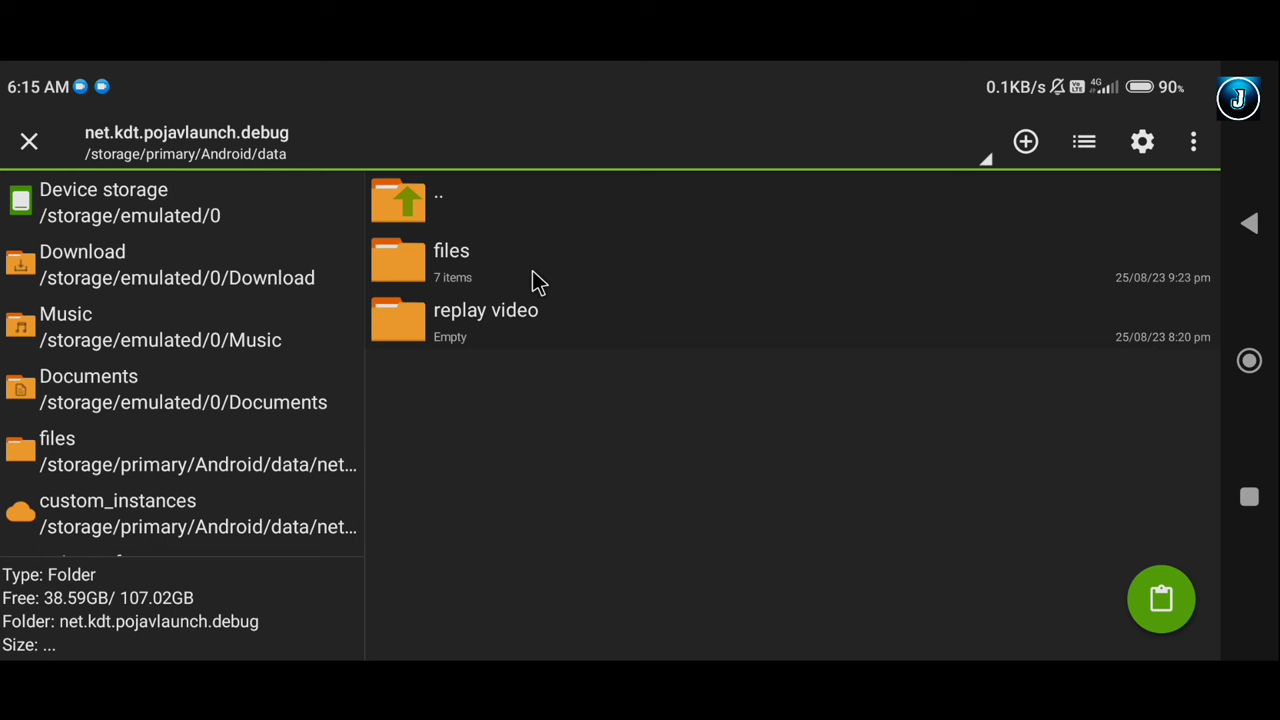 6:15 AM
0.1KB/s 4G 90%
J
net.kdt.pojavlaunch.debug
/storage/primary/Android/data
Device storage
/storage/emulated/0
Download
/storage/emulated/0/Download
Music
/storage/emulated/0/Music
Documents
/storage/emulated/0/Documents
files
/storage/primary/Android/data/net...
custom_instances
/storage/primary/Android/data/net...
Type: Folder
Free: 38.59GB/ 107.02GB
Folder: net.kdt.pojavlaunch.debug
Size: ...
..
files
7 items
25/08/23 9:23 pm
replay video
Empty
25/08/23 8:20 pm